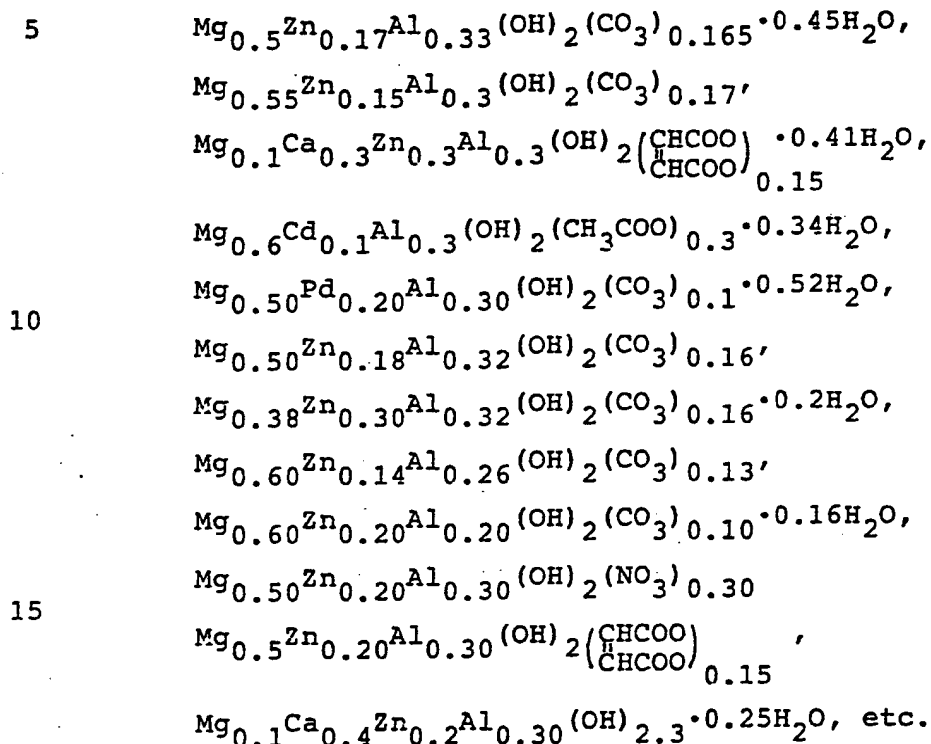 5 Mg0.5Zn0.17Al0.33(OH)2(CO3)0.165·0.45H2O,
Mg0.55Zn0.15Al0.3(OH)2(CO3)0.17,
Mg0.1Ca0.3Zn0.3Al0.3(OH)2(CHCOO=CHCOO)0.15·0.41H2O,
Mg0.6Cd0.1Al0.3(OH)2(CH3COO)0.3·0.34H2O,
10 Mg0.50Pd0.20Al0.30(OH)2(CO3)0.1·0.52H2O,
Mg0.50Zn0.18Al0.32(OH)2(CO3)0.16,
Mg0.38Zn0.30Al0.32(OH)2(CO3)0.16·0.2H2O,
Mg0.60Zn0.14Al0.26(OH)2(CO3)0.13,
Mg0.60Zn0.20Al0.20(OH)2(CO3)0.10·0.16H2O,
15 Mg0.50Zn0.20Al0.30(OH)2(NO3)0.30
Mg0.5Zn0.20Al0.30(OH)2(CHCOO=CHCOO)0.15,
Mg0.1Ca0.4Zn0.2Al0.30(OH)2.3·0.25H2O, etc.